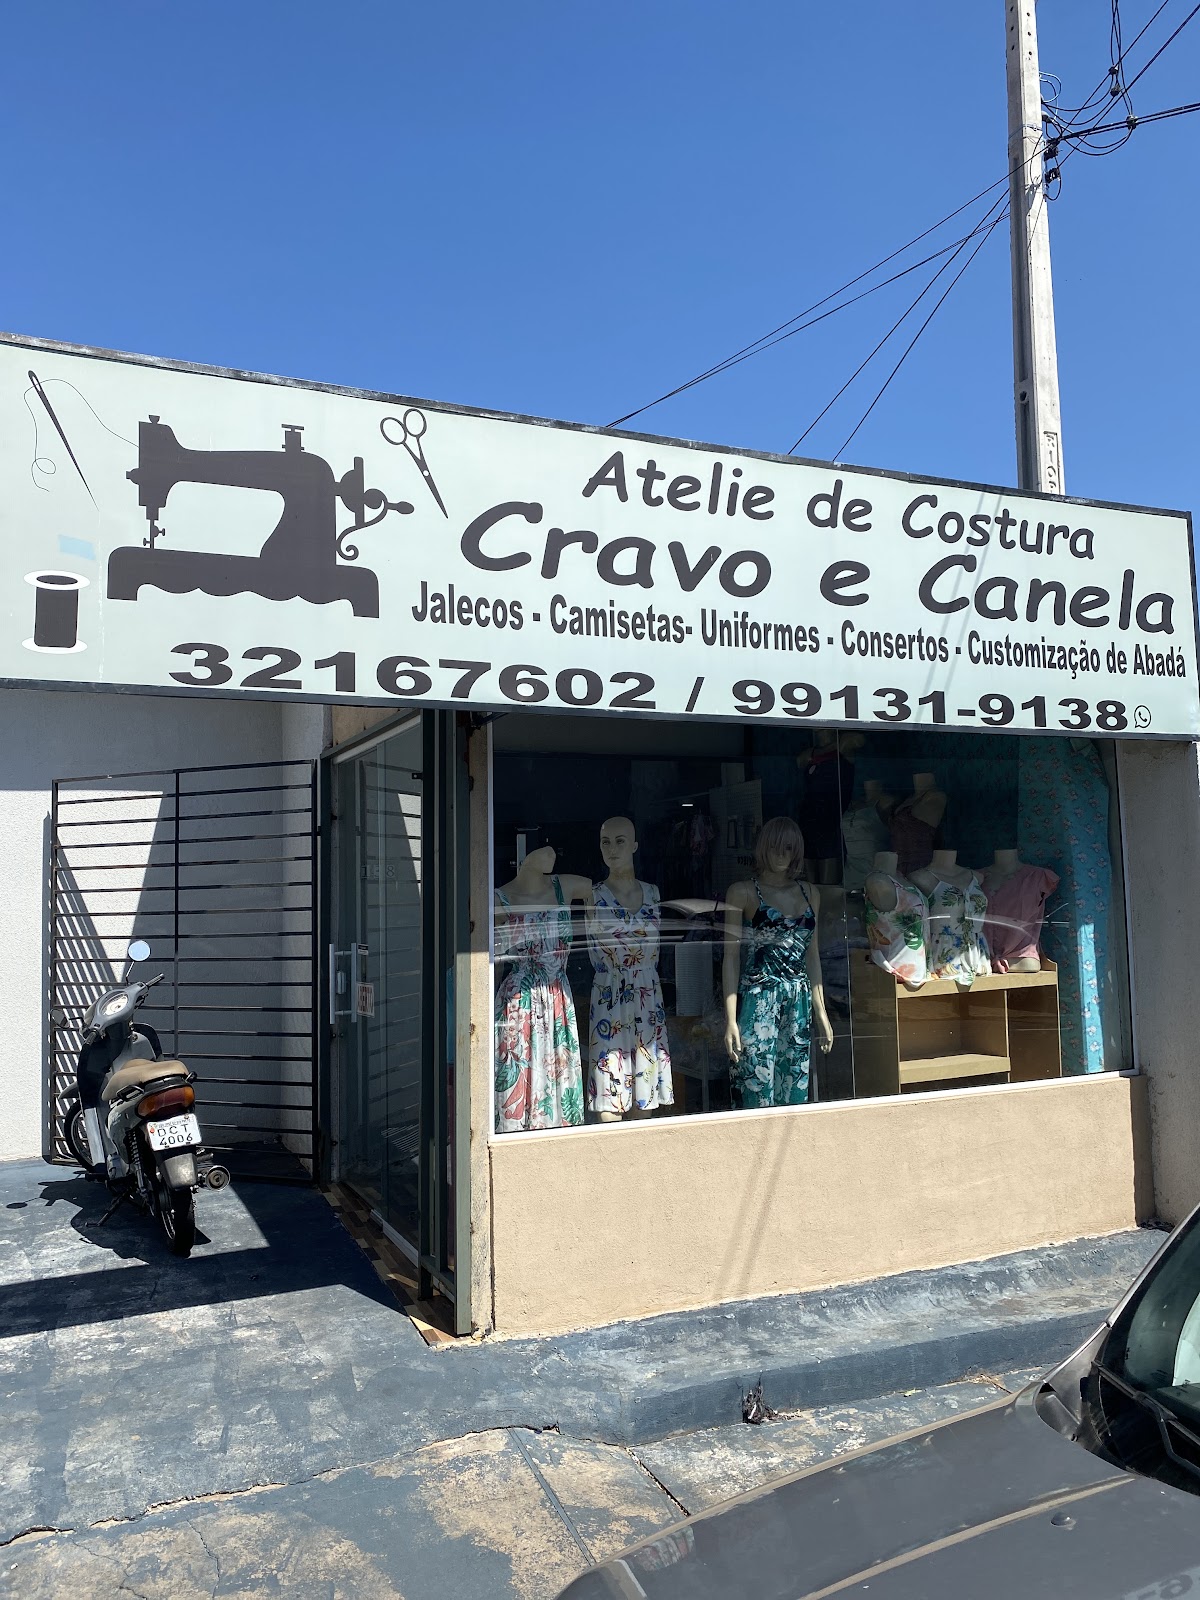 Atelie de Costura
Cravo e Canela
Jalecos - Camisetas- Uniformes - Consertos - Customização de Abadá
32167602 / 99131-9138
DCT
4006